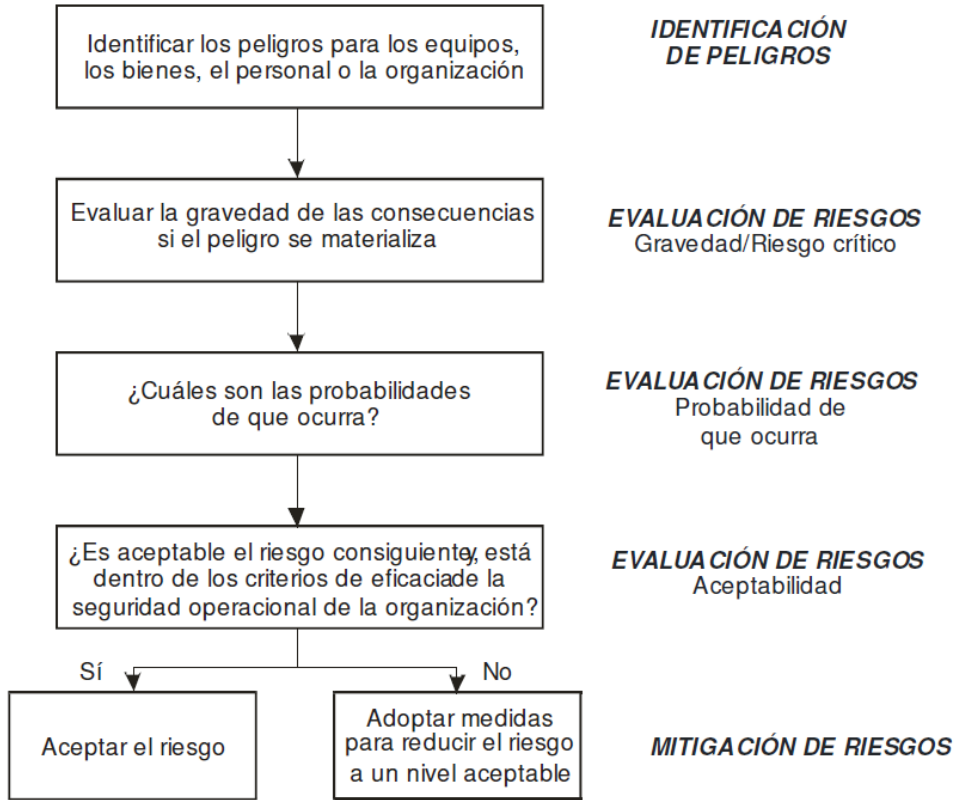 Identificar los peligros para los equipos,
los bienes, el personal o la organización
IDENTIFICACIÓN
DE PELIGROS
Evaluar la gravedad de las consecuencias
si el peligro se materializa
EVALUACIÓN DE RIESGOS
Gravedad/Riesgo crítico
¿Cuáles son las probabilidades
de que ocurra?
EVALUACIÓN DE RIESGOS
Probabilidad de
que ocurra
¿Es aceptable el riesgo consiguientey, está
dentro de los criterios de eficaciade la
seguridad operacional de la organización?
EVALUACIÓN DE RIESGOS
Aceptabilidad
Sí
No
Aceptar el riesgo
Adoptar medidas
para reducir el riesgo
a un nivel aceptable
MITIGACIÓN DE RIESGOS